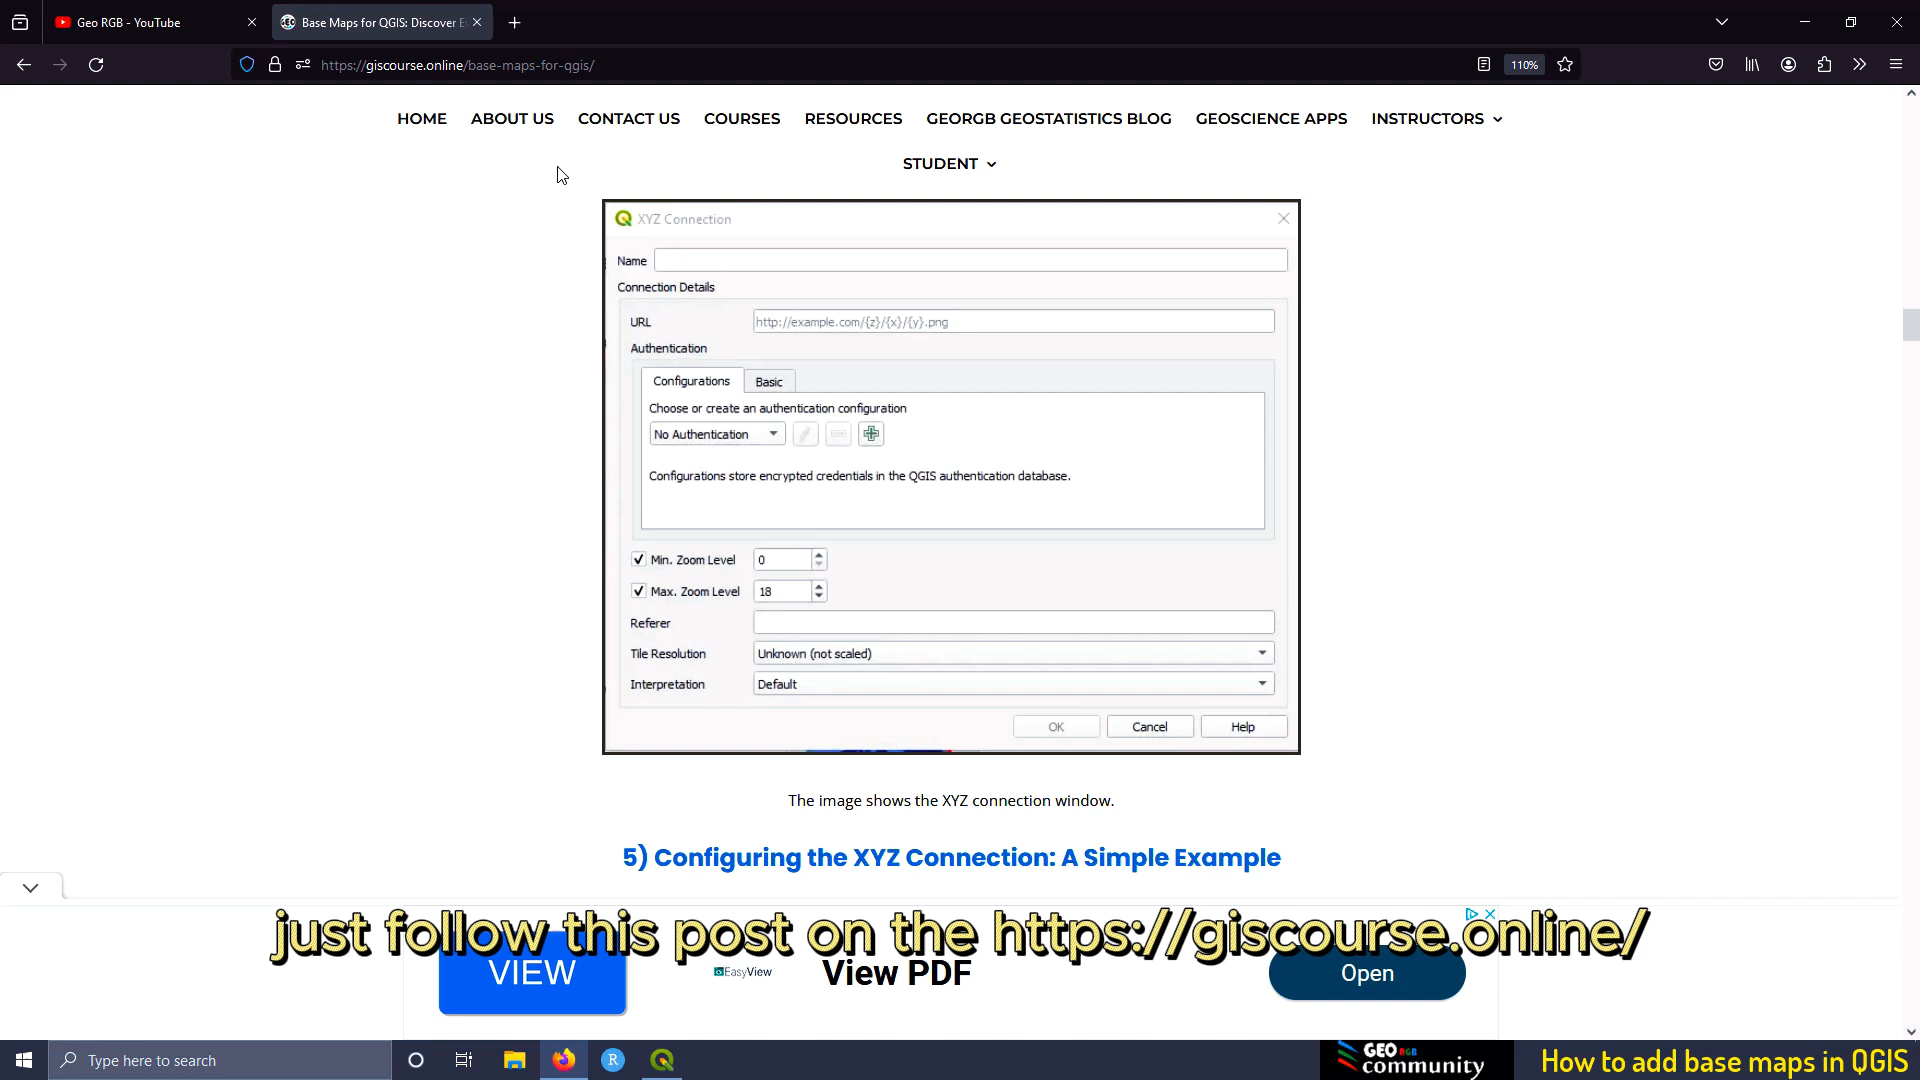 Geo RGB - YouTube
Base Maps for QGIS: Discover E
https://giscourse.online/base-maps-for-qgis/
110%
HOME ABOUT US CONTACT US COURSES RESOURCES GEORGB GEOSTATISTICS BLOG GEOSCIENCE APPS INSTRUCTORS
STUDENT
XYZ Connection
Name
Connection Details
URL http://example.com/{z}/{x}/{y}.png
Authentication
Configurations Basic
Choose or create an authentication configuration
No Authentication
Configurations store encrypted credentials in the QGIS authentication database.
Min. Zoom Level 0
Max. Zoom Level 18
Referer
Tile Resolution Unknown (not scaled)
Interpretation Default
OK Cancel Help
The image shows the XYZ connection window.
5) Configuring the XYZ Connection: A Simple Example
just follow this post on the https://giscourse.online/
VIEW EasyView View PDF Open
Type here to search
R
GEO RGB
community
How to add base maps in QGIS